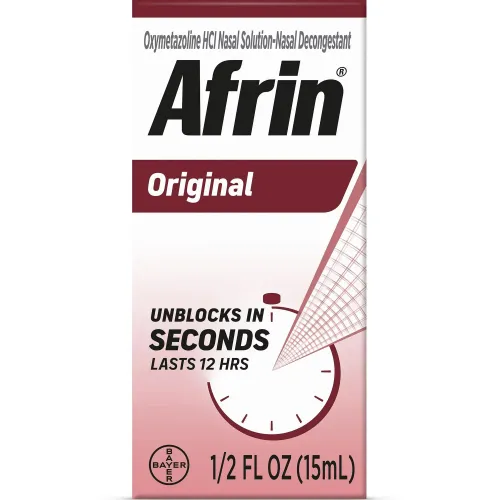 Oxymetazoline HCl Nasal Solution-Nasal Decongestant
Afrin®
Original
UNBLOCKS IN
SECONDS
LASTS 12 HRS
BAYER
BAYER
1/2 FL OZ (15mL)